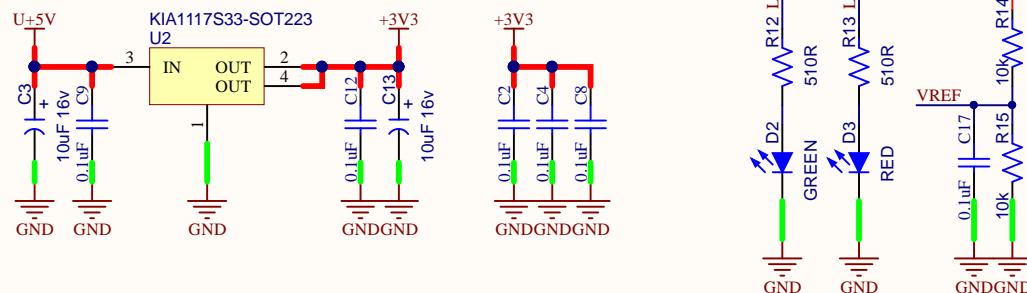 U+5V
KIA1117S33-SOT223
U2
+3V3
+3V3
3
IN
OUT
2
OUT
4
1
C3
+
10uF 16v
C9
0.1uF
C12
0.1uF
C13
+
10uF 16v
C2
0.1uF
C4
0.1uF
C8
0.1uF
GND
GND
GND
GND
GND
GND
GND
GND
R12
510R
R13
510R
D2
GREEN
D3
RED
R14
10k
VREF
C17
0.1uF
R15
10k
GND
GND
GND
GND